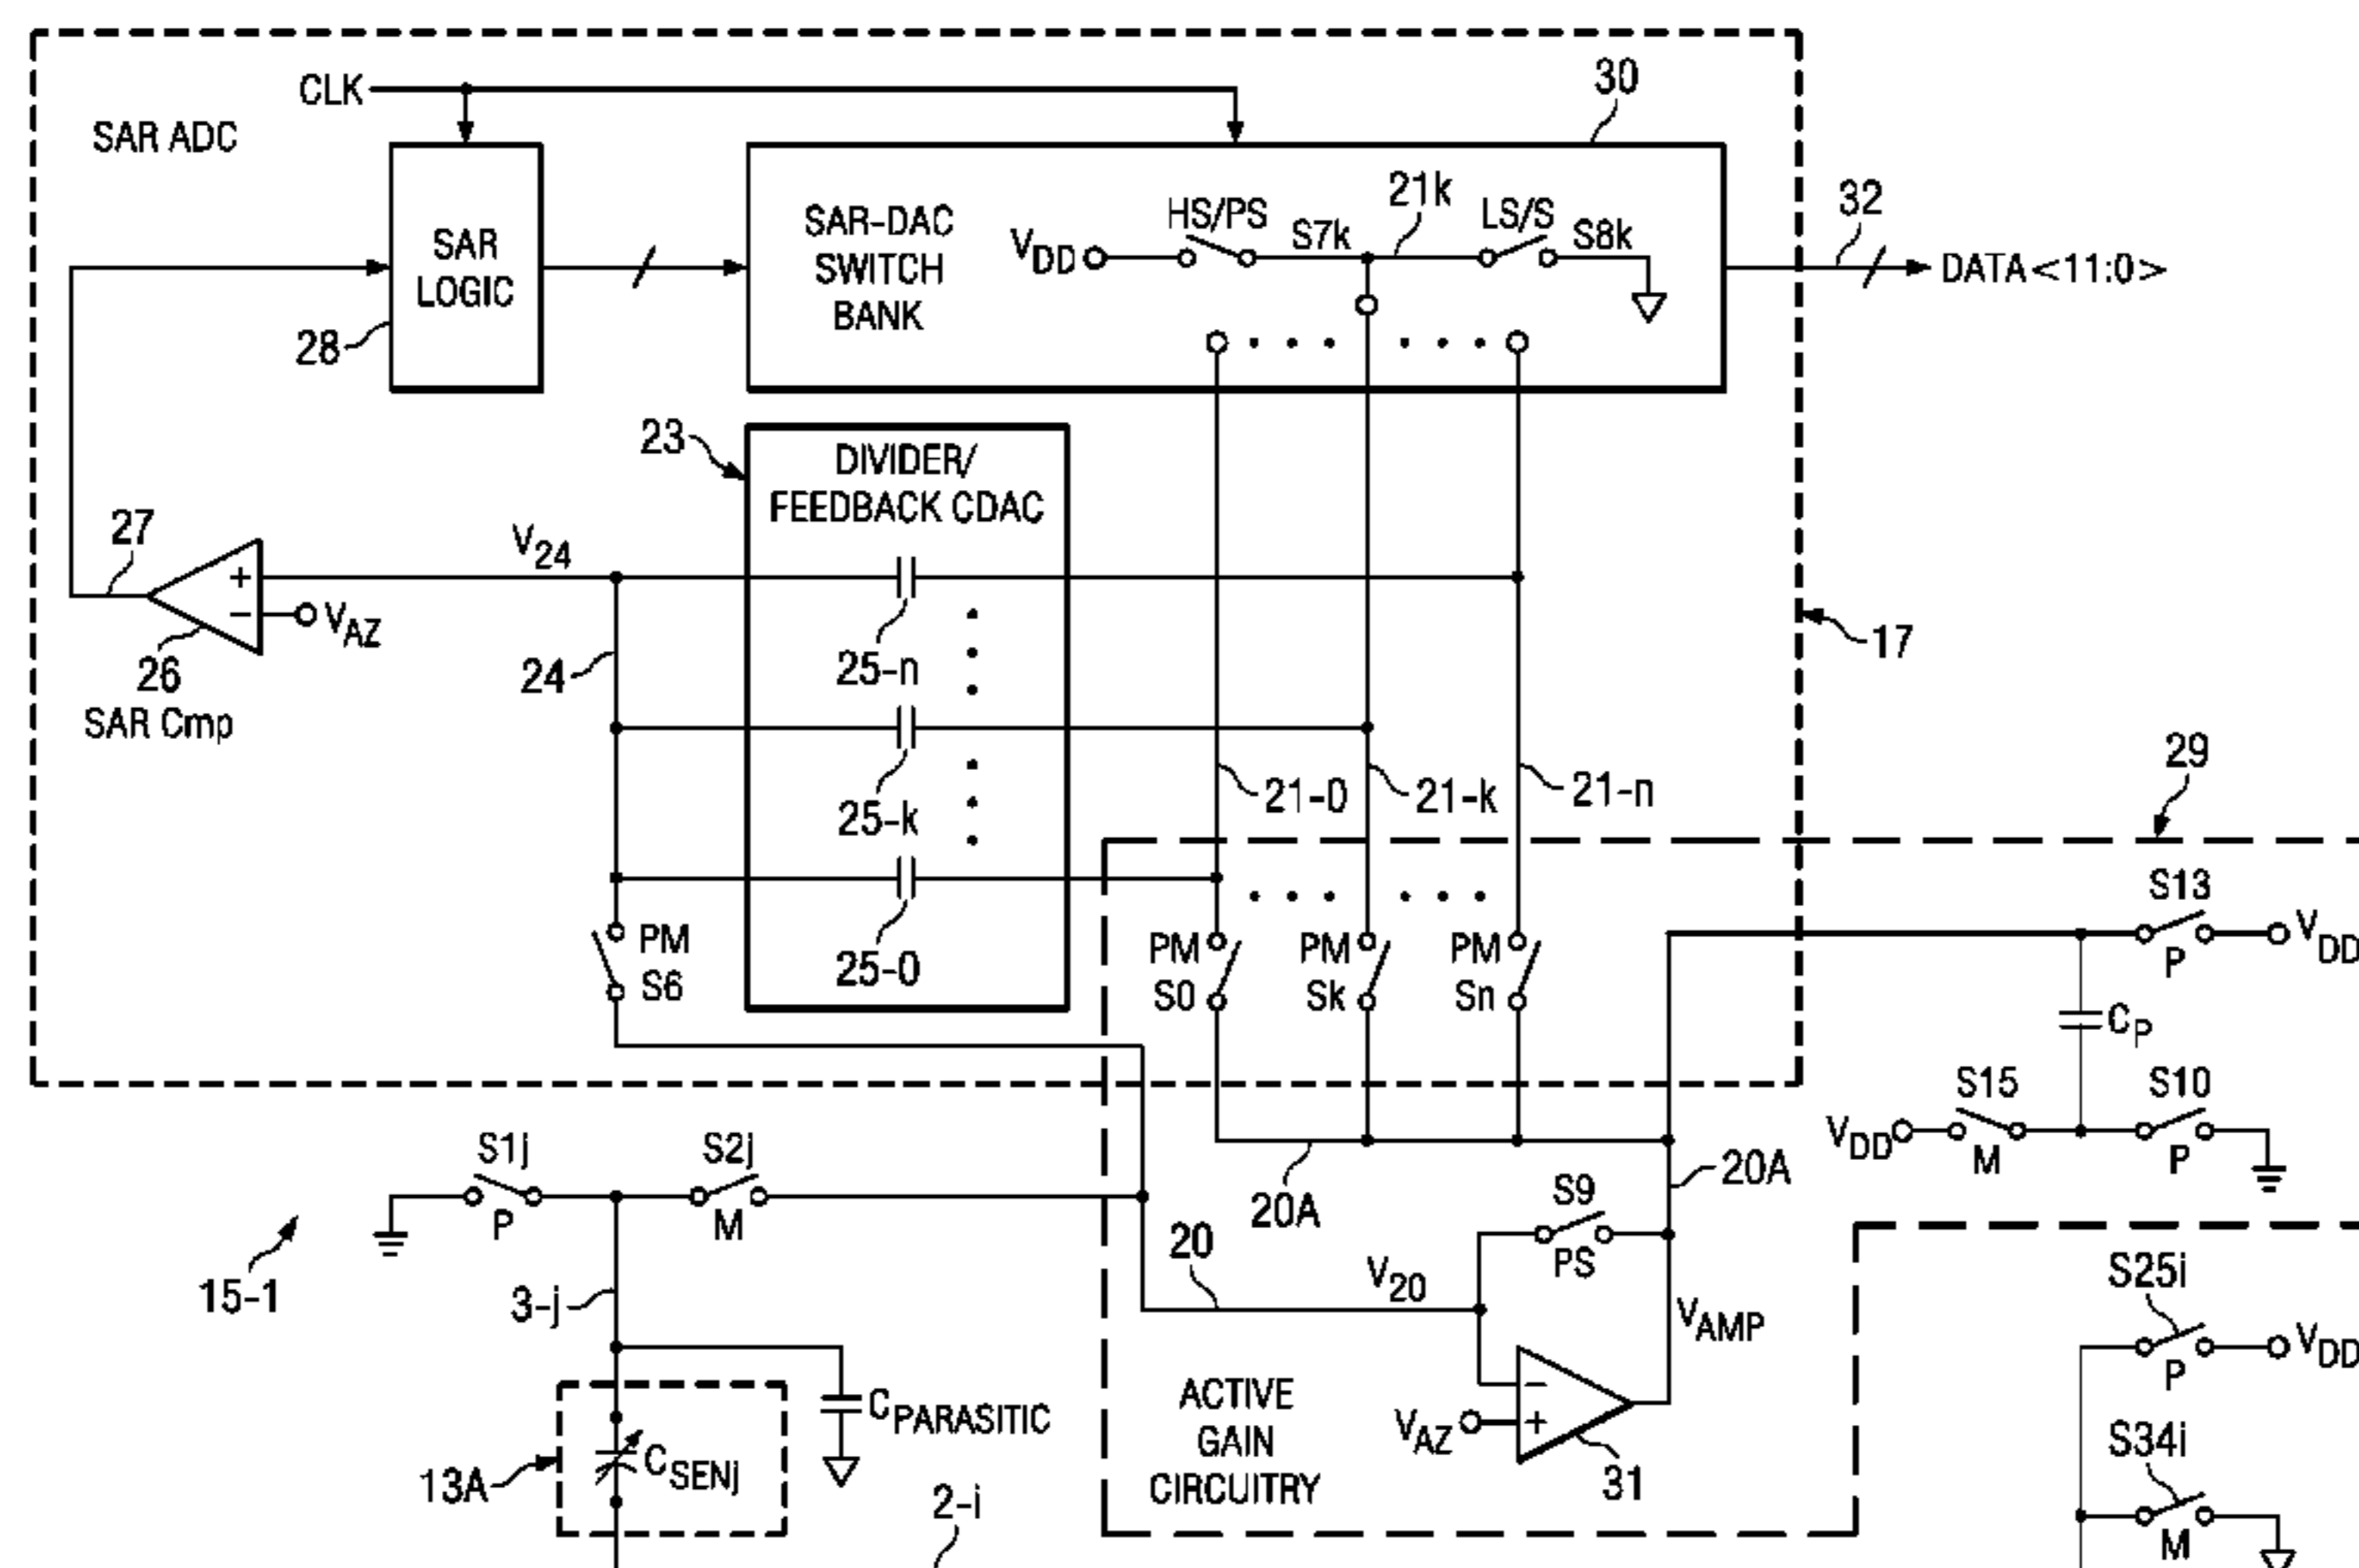 CLK
SAR ADC
30
SAR
LOGIC
28
SAR-DAC
SWITCH
BANK
VDD
HS/PS
S7k
21k
LS/S
S8k
32
DATA<11:0>
23
DIVIDER/
FEEDBACK CDAC
27
V24
+
−
VAZ
26
SAR Cmp
24
25-n
25-k
25-0
17
21-0
21-k
21-n
29
PM
S6
PM
S0
PM
Sk
PM
Sn
S13
P
VDD
CP
S15
S10
VDD
M
P
S1j
S2j
P
M
20A
20A
S9
PS
20
V20
VAMP
15-1
3-j
S25i
P
VDD
CPARASITIC
ACTIVE
GAIN
CIRCUITRY
−
+
VAZ
31
13A
CSENj
2-i
S34i
M